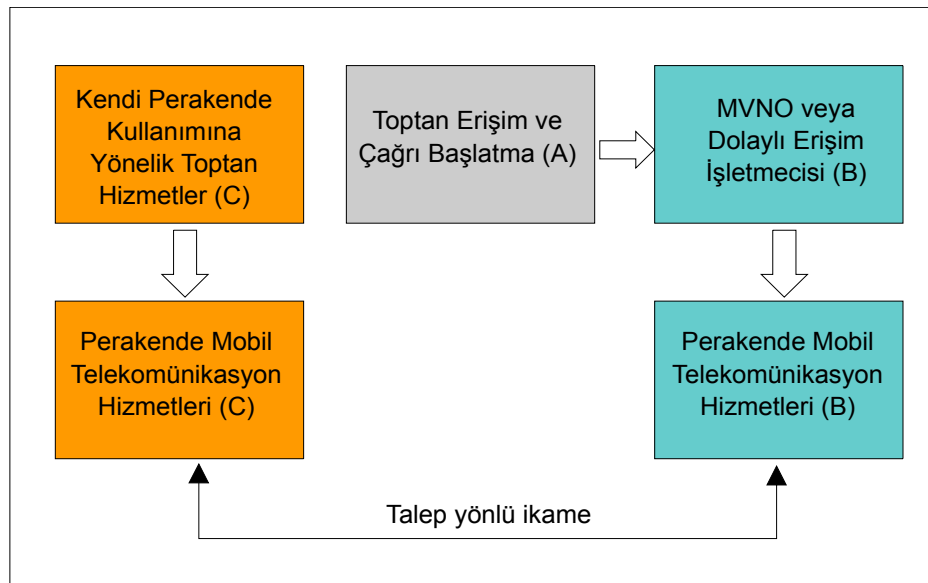 Kendi Perakende
Kullanımına
Yönelik Toptan
Hizmetler (C)
Toptan Erişim ve
Çağrı Başlatma (A)
MVNO veya
Dolaylı Erişim
İşletmecisi (B)
Perakende Mobil
Telekomünikasyon
Hizmetleri (C)
Perakende Mobil
Telekomünikasyon
Hizmetleri (B)
Talep yönlü ikame